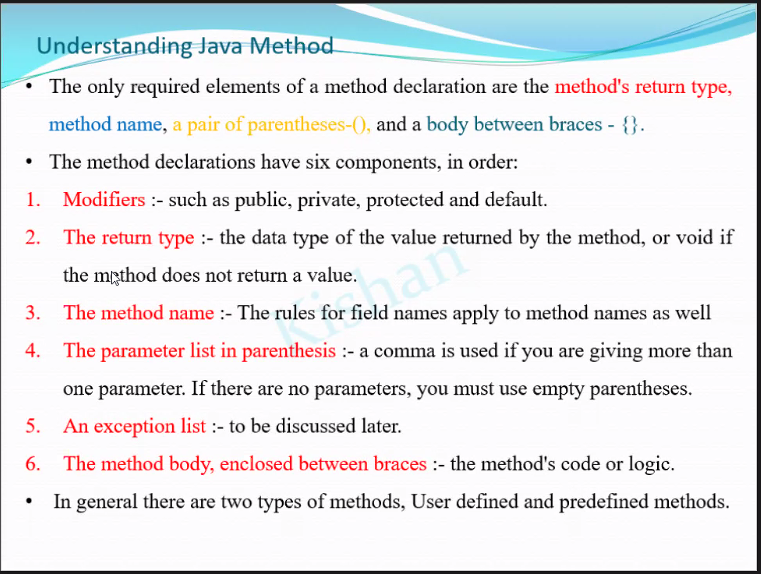 Understanding Java Method
• The only required elements of a method declaration are the method's return type,
method name, a pair of parentheses-(), and a body between braces - {}.
• The method declarations have six components, in order:
1. Modifiers :- such as public, private, protected and default.
2. The return type :- the data type of the value returned by the method, or void if
the method does not return a value.
3. The method name :- The rules for field names apply to method names as well
4. The parameter list in parenthesis :- a comma is used if you are giving more than
one parameter. If there are no parameters, you must use empty parentheses.
5. An exception list :- to be discussed later.
6. The method body, enclosed between braces :- the method's code or logic.
• In general there are two types of methods, User defined and predefined methods.
Kishan